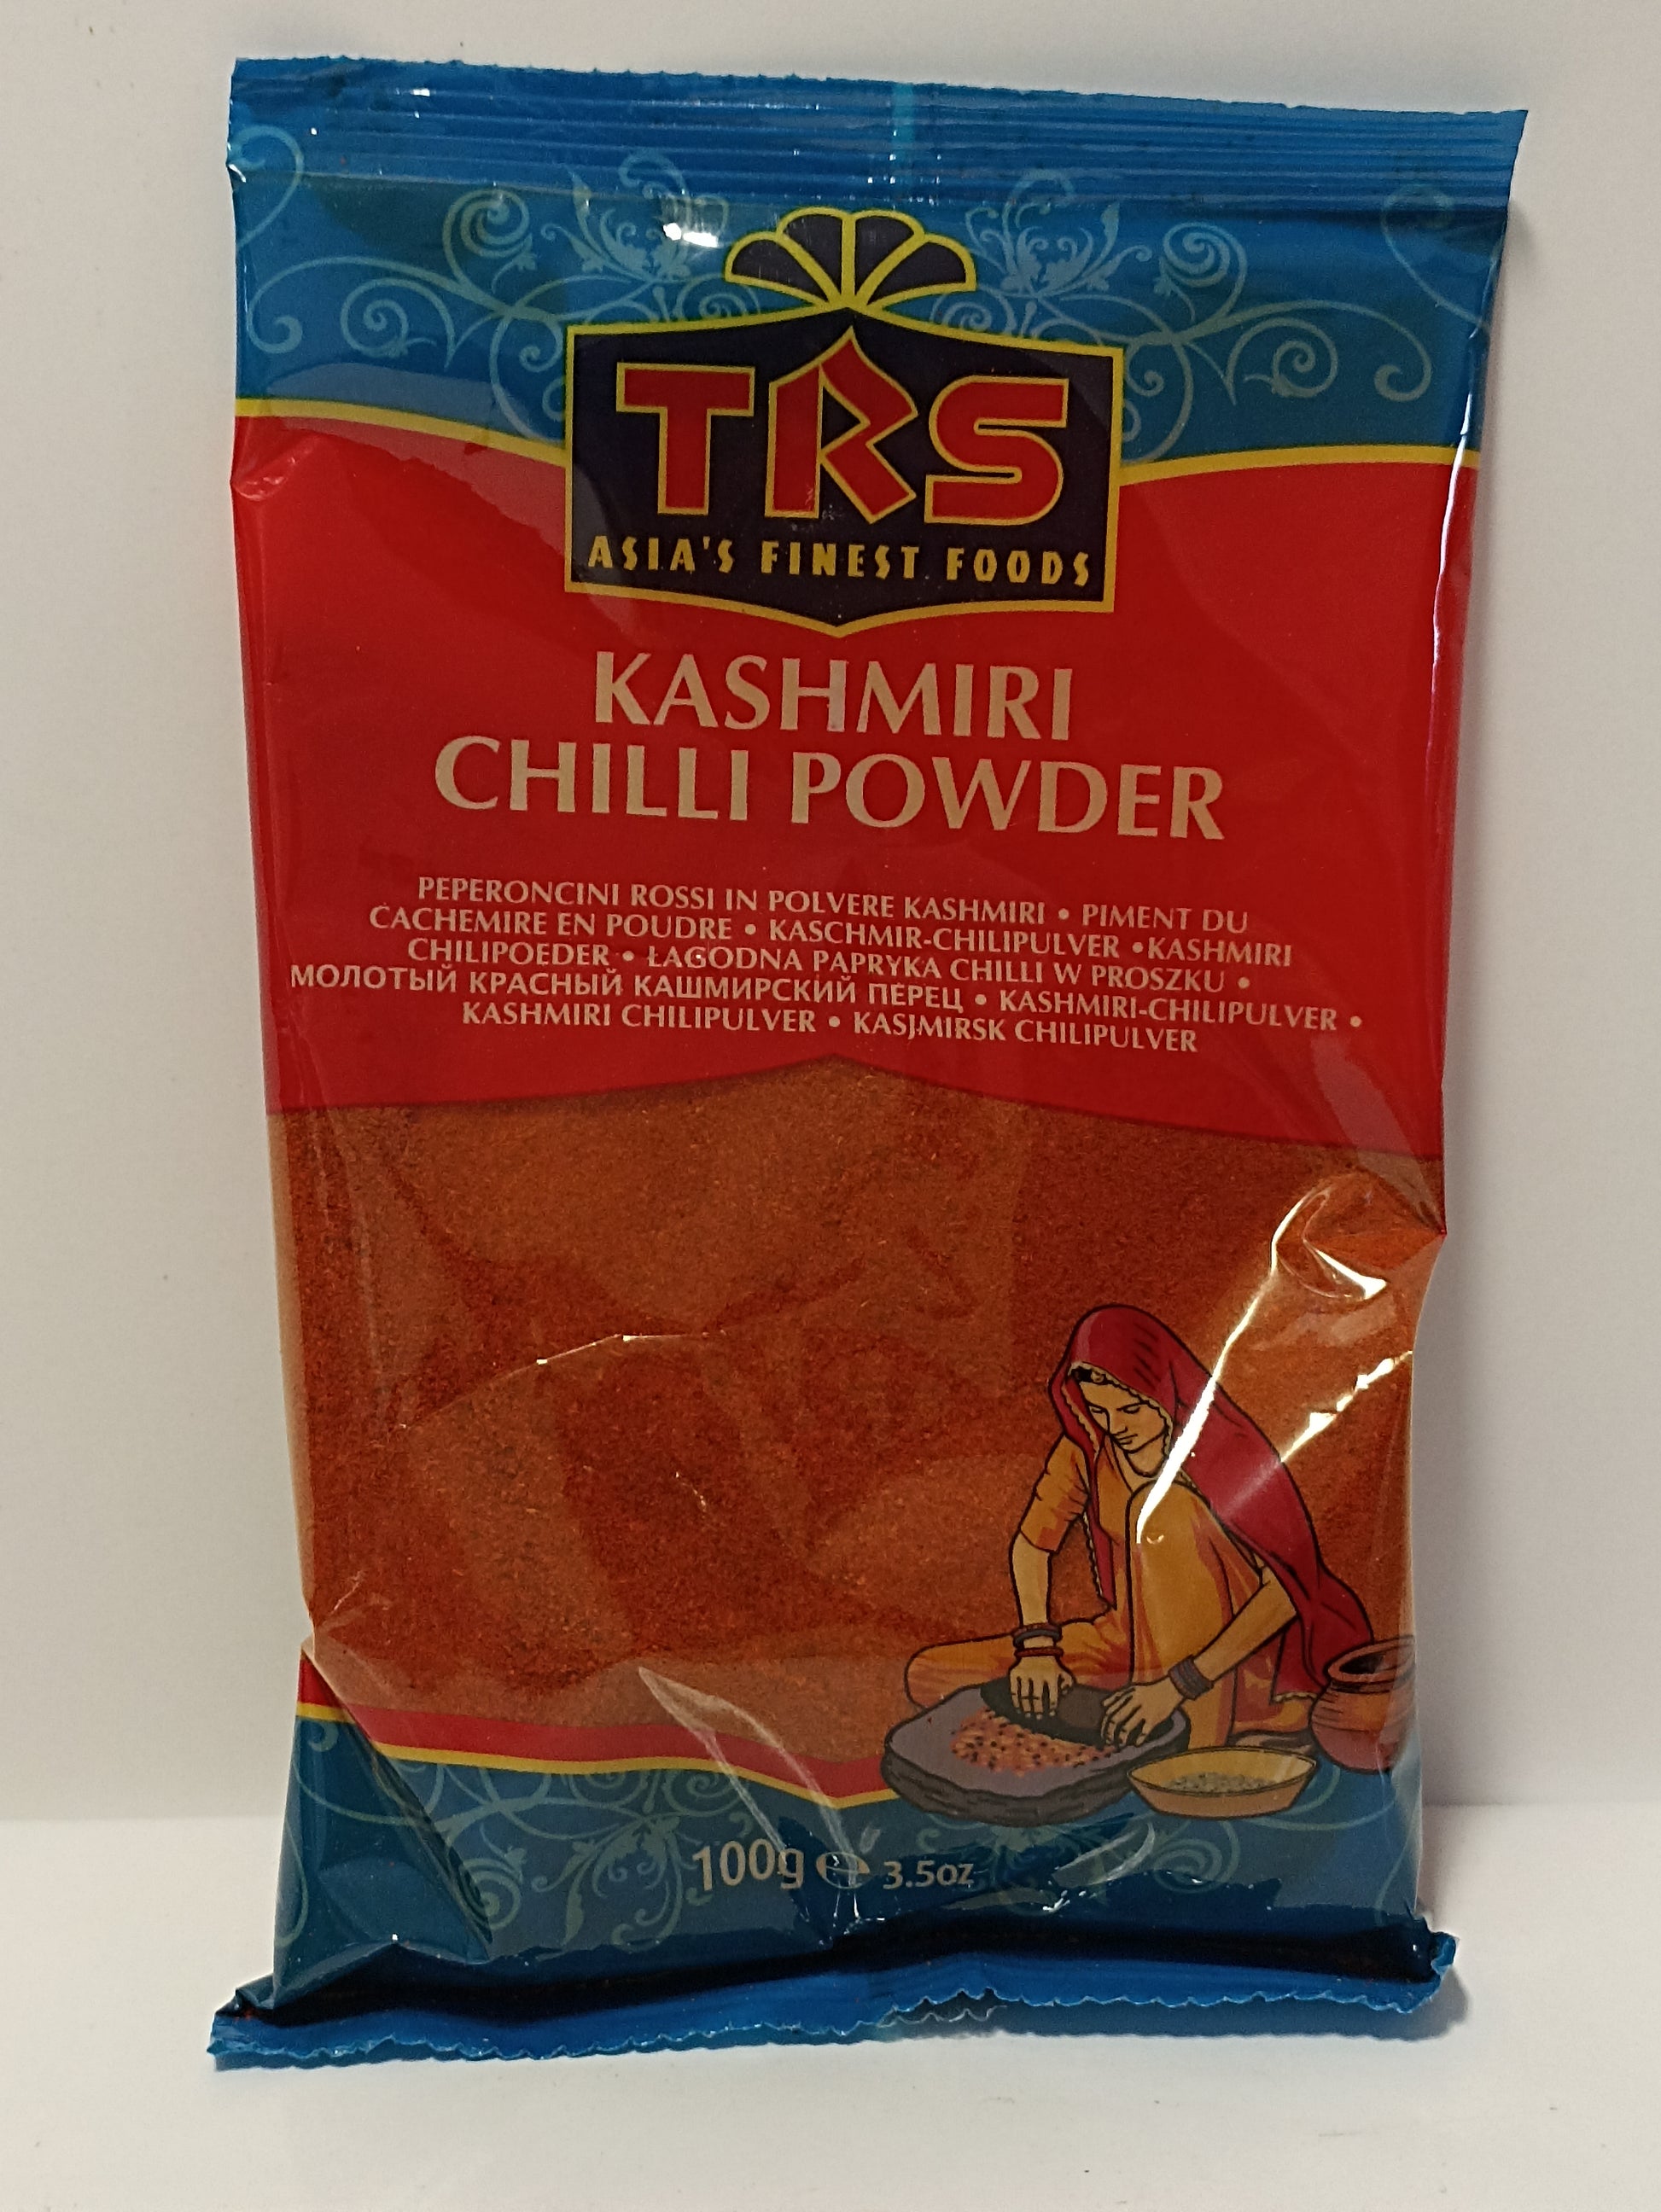 TRS
ASIA'S FINEST FOODS
KASHMIRI
CHILLI POWDER
PEPERONCINI ROSSI IN POLVERE KASHMIRI • PIMENT DU
CACHEMIRE EN POUDRE • KASCHMIR-CHILIPULVER •KASHMIRI
CHILIPOEDER • ŁAGODNA PAPRYKA CHILLI W PROSZKU •
МОЛОТЫЙ КРАСНЫЙ КАШМИРСКИЙ ПЕРЕЦ • KASHMIRI-CHILIPULVER •
KASHMIRI CHILIPULVER • KASJMIRSK CHILIPULVER
100g ℮ 3.5oz